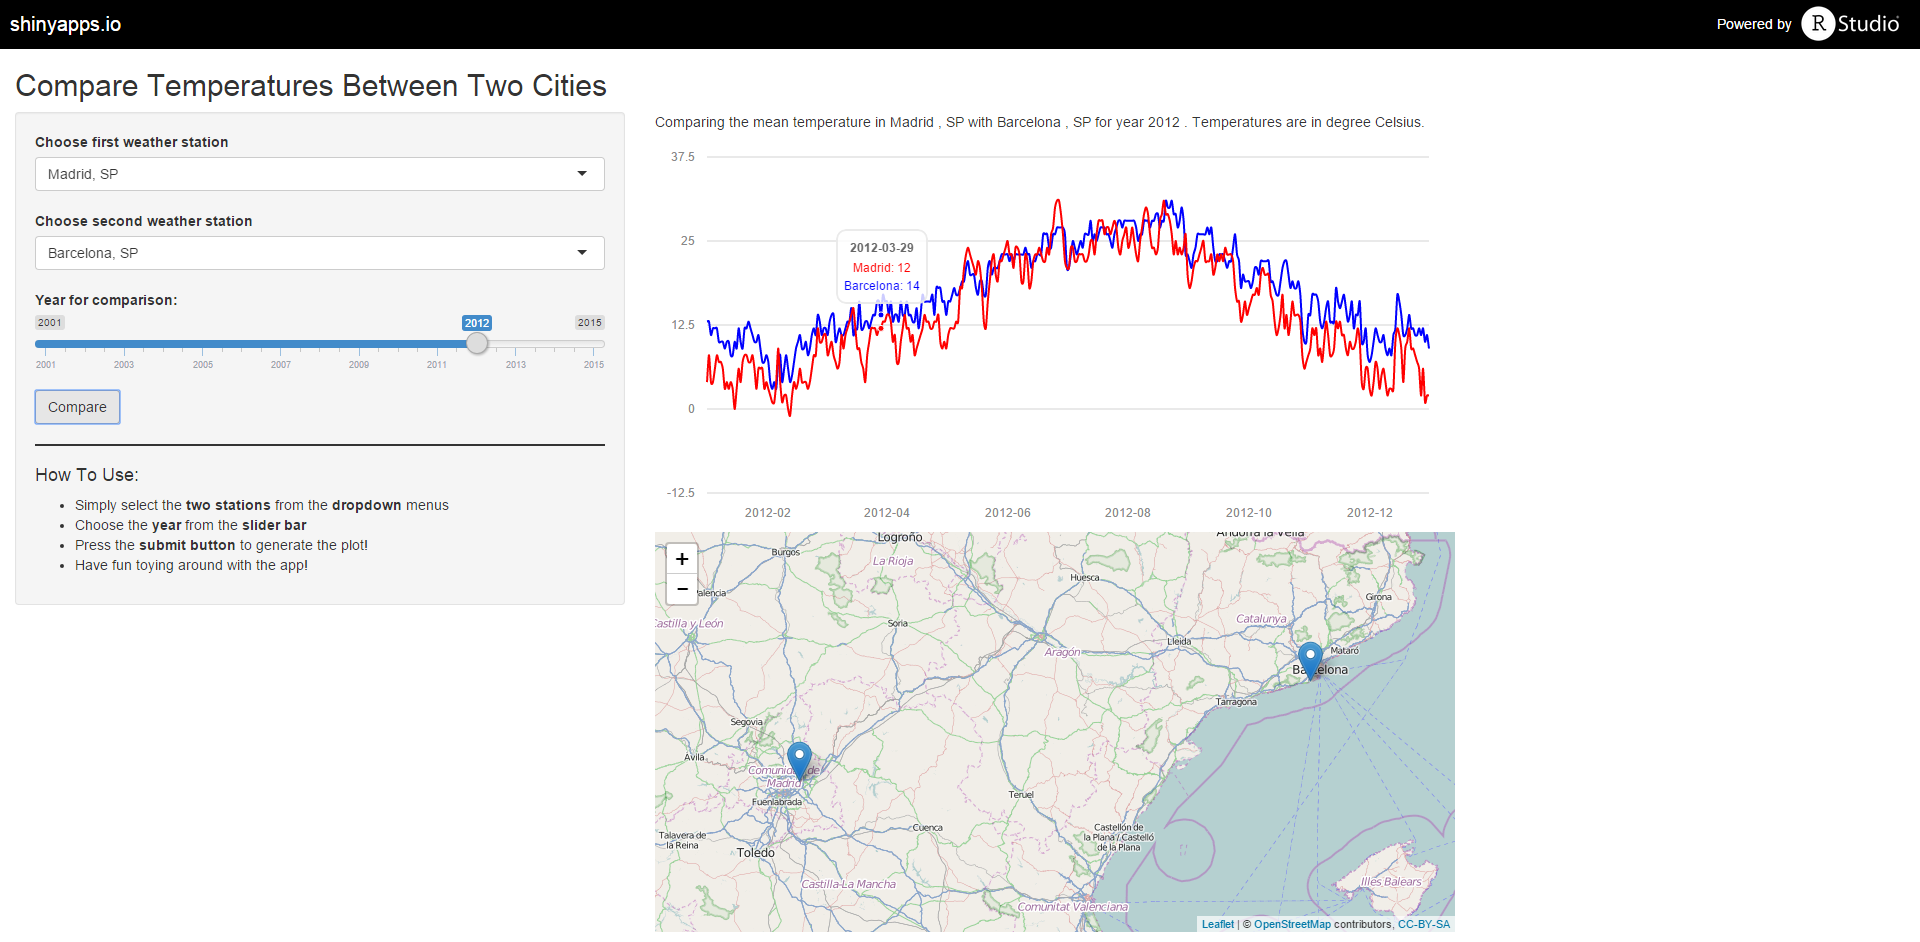 shinyapps.io
Powered by R Studio
Compare Temperatures Between Two Cities
Choose first weather station
Madrid, SP
Choose second weather station
Barcelona, SP
Year for comparison:
2001 2012 2015
2001 2003 2005 2007 2009 2011 2013 2015
Compare
How To Use:
Simply select the two stations from the dropdown menus
Choose the year from the slider bar
Press the submit button to generate the plot!
Have fun toying around with the app!
Comparing the mean temperature in Madrid , SP with Barcelona , SP for year 2012 . Temperatures are in degree Celsius.
37.5
25
12.5
0
-12.5
2012-03-29
Madrid: 12
Barcelona: 14
2012-02 2012-04 2012-06 2012-08 2012-10 2012-12
+
−
Logroño
Andorra la Vella
Burgos
La Rioja
Huesca
alencia
Girona
Soria
astilla y León
Catalunya
Lleida
Aragón
Mataró
Barcelona
Tarragona
Segovia
Ávila
Comunidad de
Madrid
Fuenlabrada
Teruel
Talavera de
la Reina
Cuenca
Castellón de
la Plana / Castelló
de la Plana
Toledo
Castilla-La Mancha
Illes Balears
Comunitat Valenciana
Leaflet | © OpenStreetMap contributors, CC-BY-SA